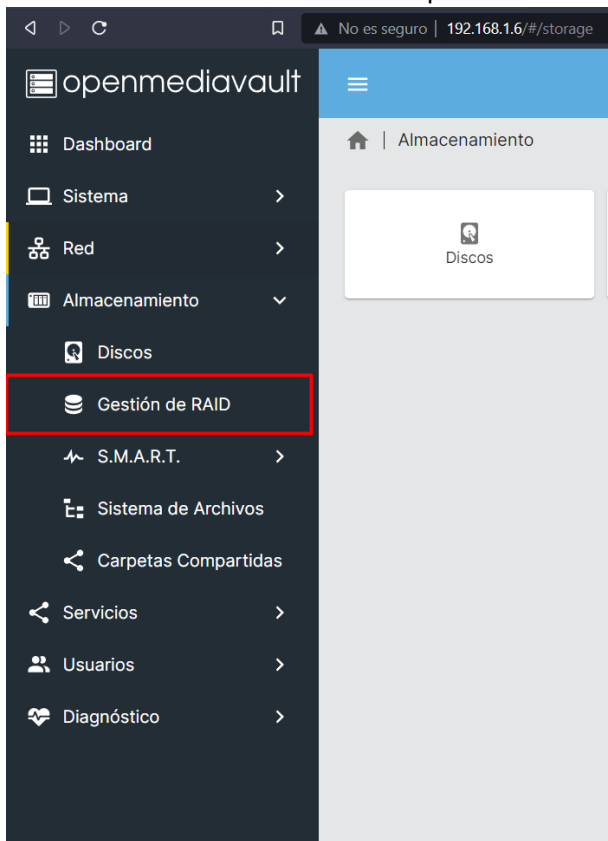 No es seguro | 192.168.1.6/#/storage
openmediavault
Dashboard
Sistema
Red
Almacenamiento
Discos
Gestión de RAID
S.M.A.R.T.
Sistema de Archivos
Carpetas Compartidas
Servicios
Usuarios
Diagnóstico
| Almacenamiento
Discos